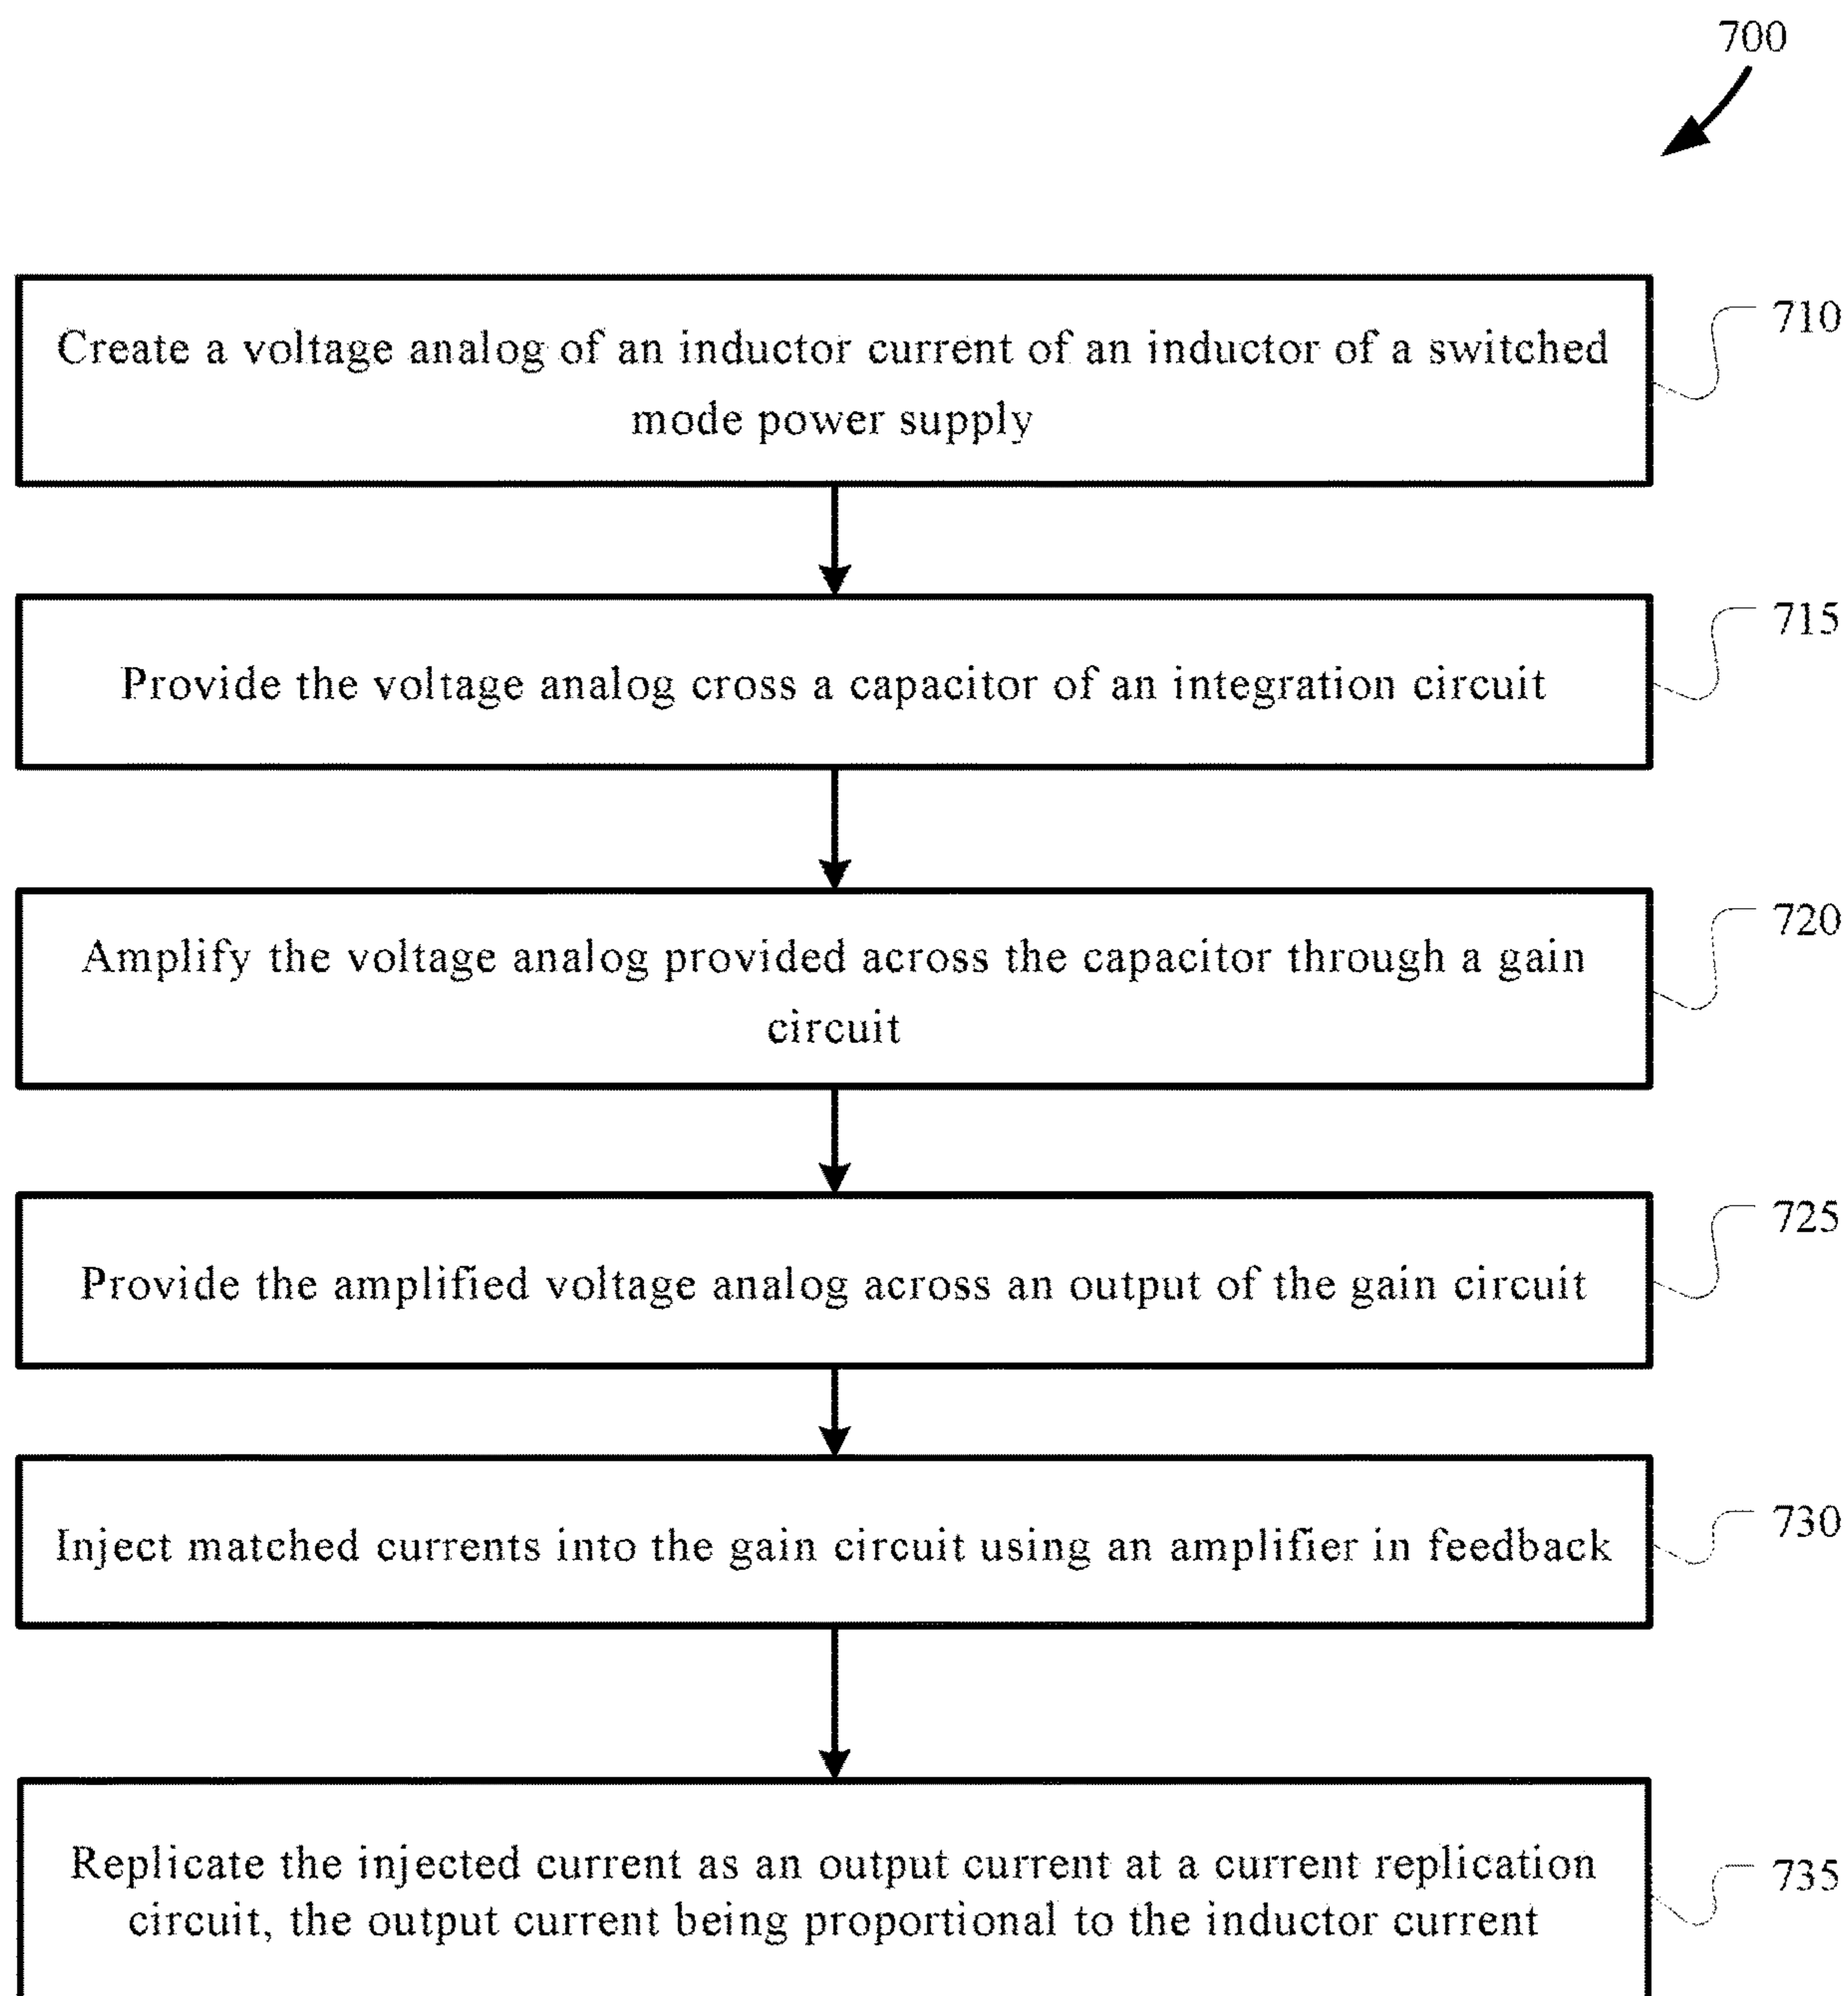 700
Create a voltage analog of an inductor current of an inductor of a switched
mode power supply
710
Provide the voltage analog cross a capacitor of an integration circuit
715
Amplify the voltage analog provided across the capacitor through a gain
circuit
720
Provide the amplified voltage analog across an output of the gain circuit
725
Inject matched currents into the gain circuit using an amplifier in feedback
730
Replicate the injected current as an output current at a current replication
circuit, the output current being proportional to the inductor current
735